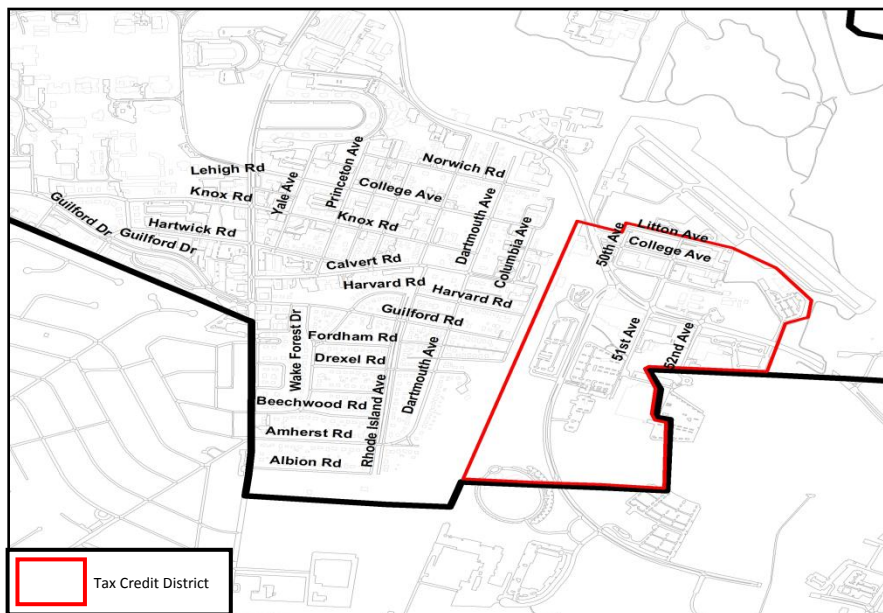 Norwich Rd
Lehigh Rd
Princeton Ave
Yale Ave
College Ave
Knox Rd
Dartmouth Ave
Guilford Dr
Hartwick Rd
Knox Rd
Columbia Ave
50th Ave
Litton Ave
College Ave
Guilford Dr
Calvert Rd
Harvard Rd
Harvard Rd
Guilford Rd
Wake Forest Dr
Fordham Rd
Drexel Rd
Rhode Island Ave
Dartmouth Ave
51st Ave
52nd Ave
Beechwood Rd
Amherst Rd
Albion Rd
Tax Credit District